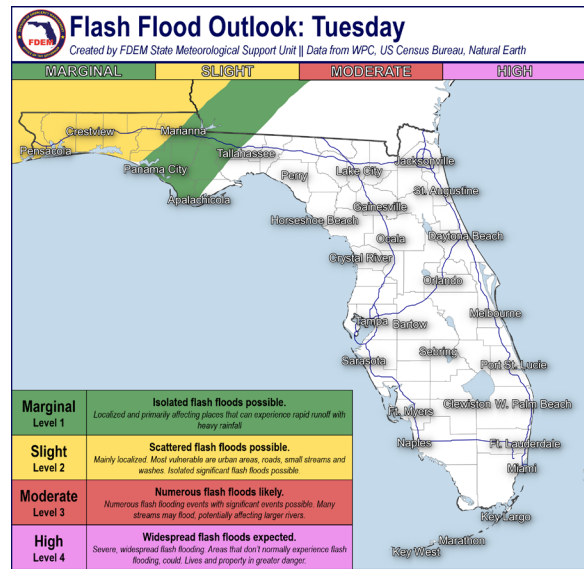 Flash Flood Outlook: Tuesday
Created by FDEM State Meteorological Support Unit || Data from WPC, US Census Bureau, Natural Earth
FDEM
MARGINAL SLIGHT MODERATE HIGH
Crestview
Marianna
Pensacola
Panama City
Tallahassee
Apalachicola
Perry
Lake City
Jacksonville
St. Augustine
Gainesville
Horseshoe Beach
Ocala
Daytona Beach
Crystal River
Orlando
Melbourne
Tampa
Bartow
Sebring
Sarasota
Port St. Lucie
Ft. Myers
Clewiston
W. Palm Beach
Naples
Ft. Lauderdale
Miami
Key Largo
Marathon
Key West
Marginal
Level 1
Isolated flash floods possible.
Localized and primarily affecting places that can experience rapid runoff with
heavy rainfall
Slight
Level 2
Scattered flash floods possible.
Mainly localized. Most vulnerable are urban areas, roads, small streams and
washes. Isolated significant flash floods possible
Moderate
Level 3
Numerous flash floods likely.
Numerous flash flooding events with significant events possible. Many
streams may flood, potentially affecting larger rivers.
High
Level 4
Widespread flash floods expected.
Severe, widespread flash flooding. Areas that don't normally experience flash
flooding, could. Lives and property in greater danger.